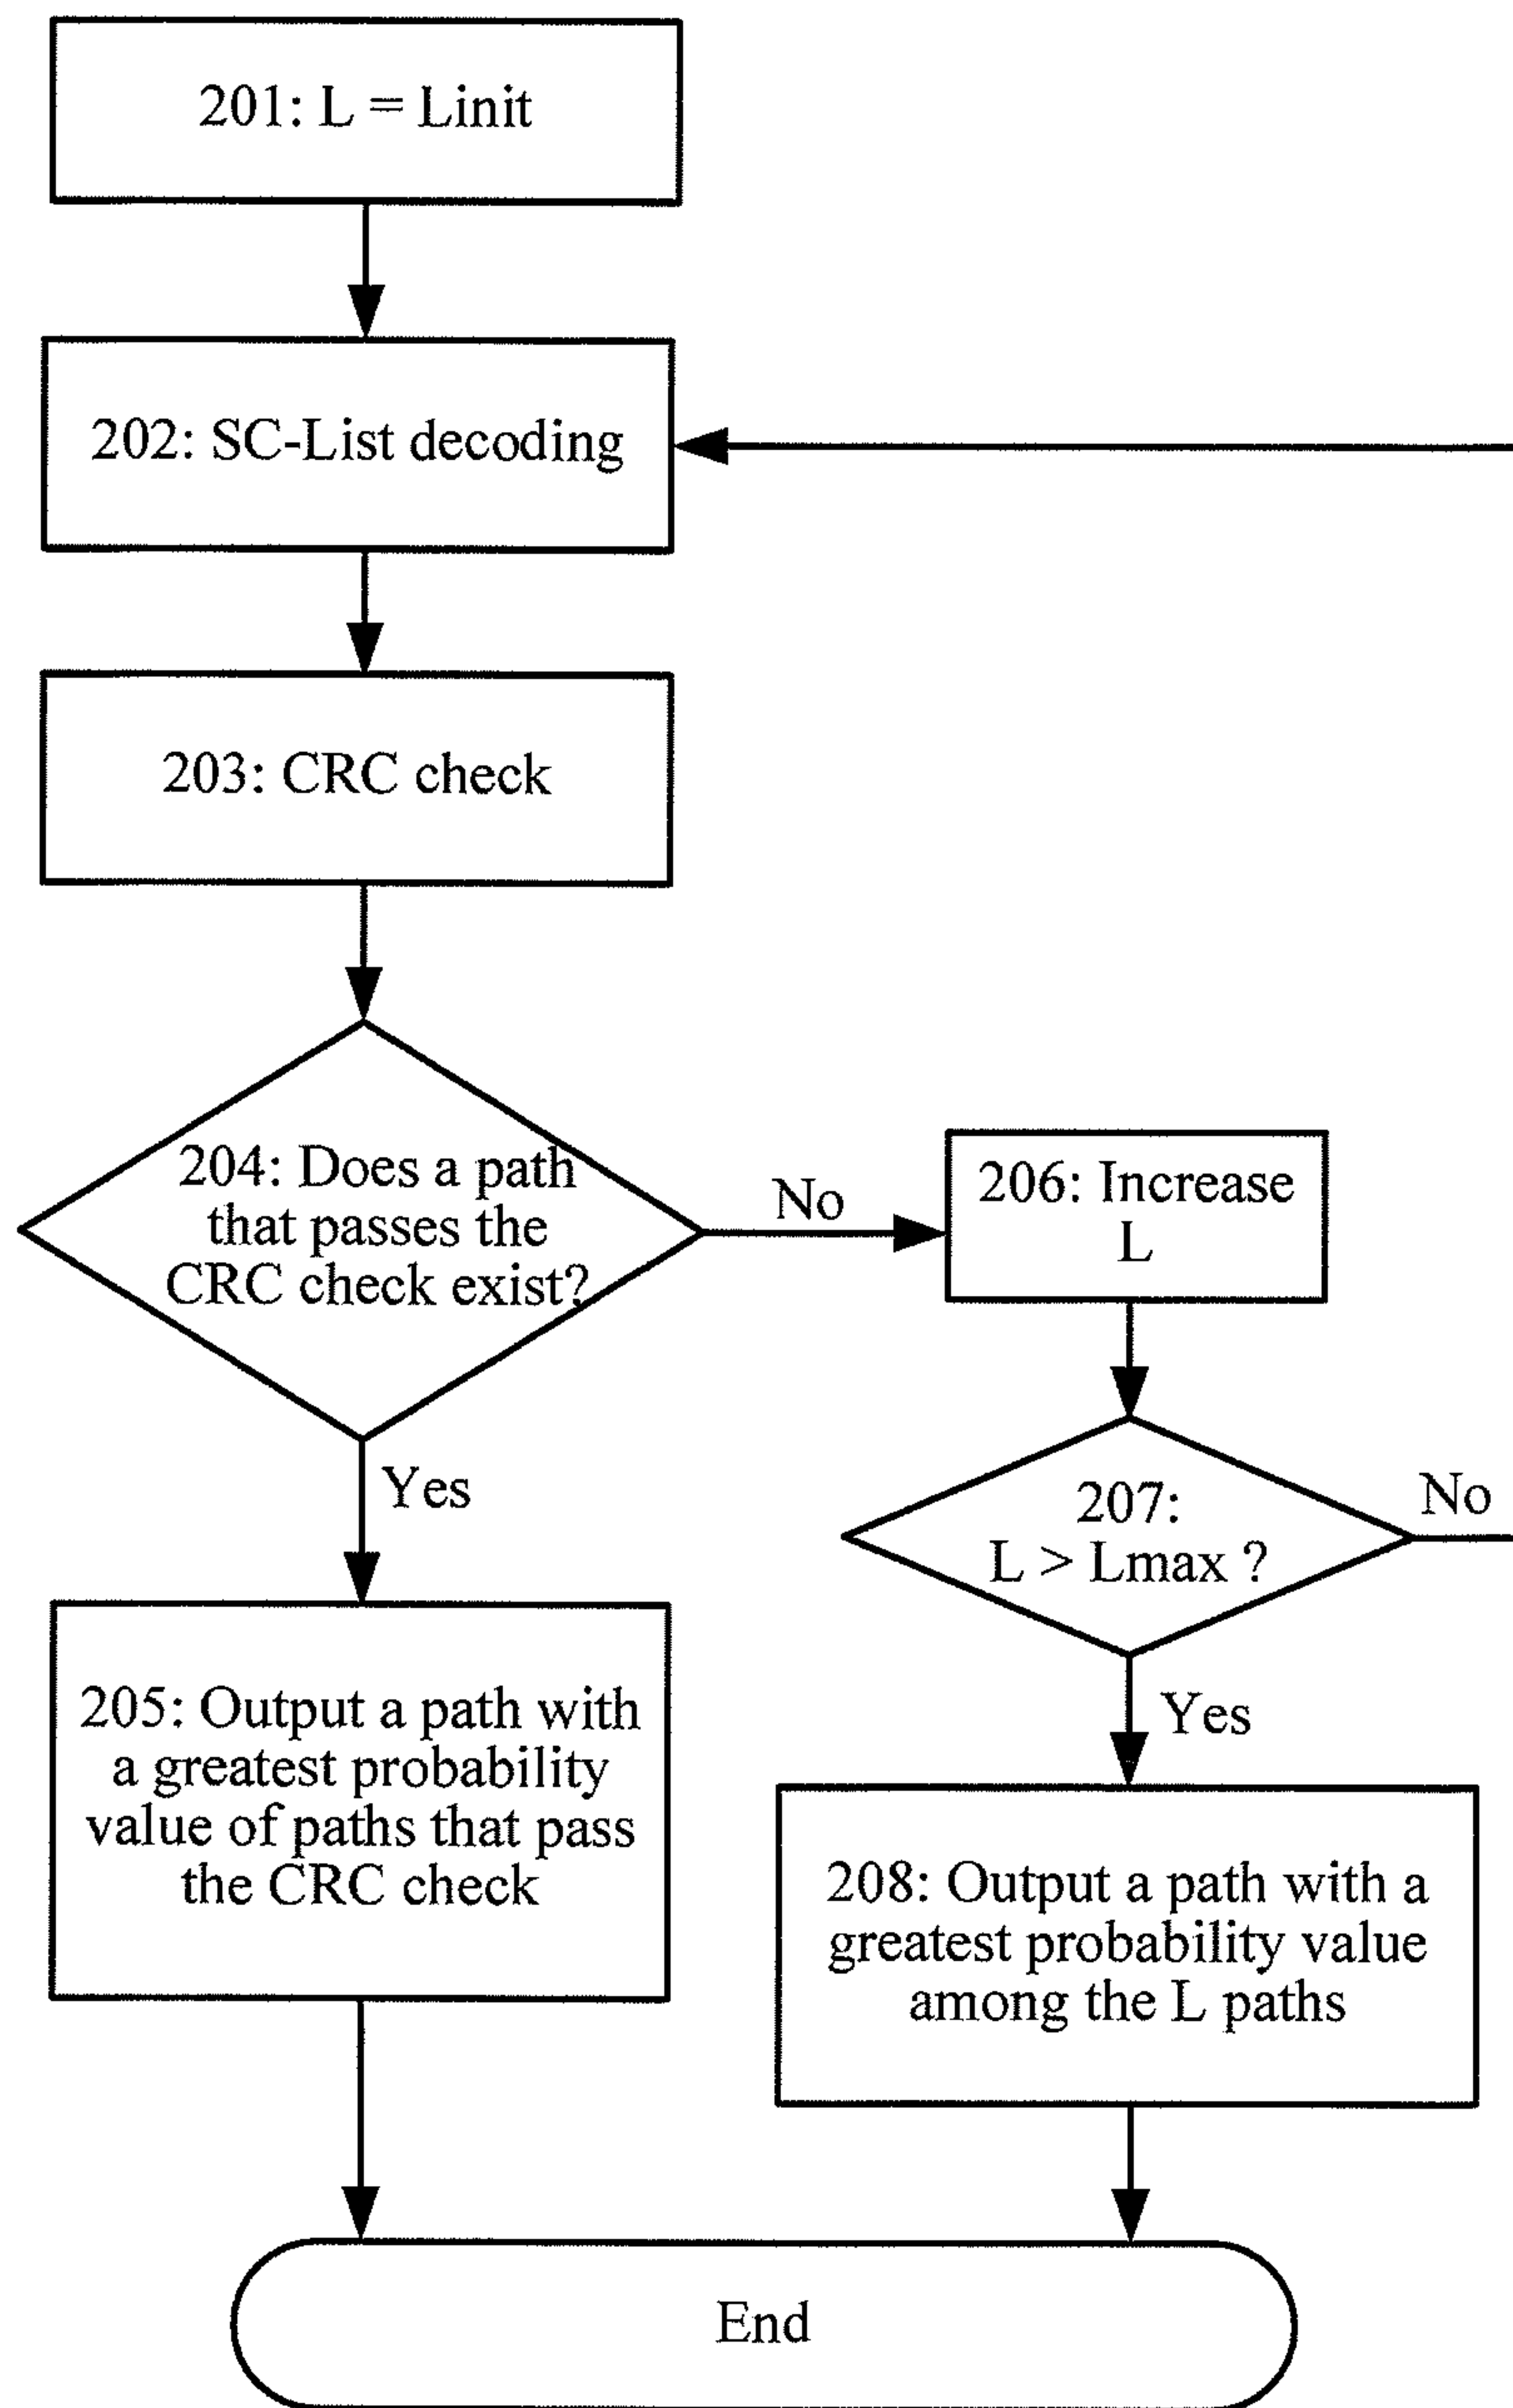 201: L = Linit
202: SC-List decoding
203: CRC check
204: Does a path
that passes the
CRC check exist?
No
206: Increase
L
Yes
207:
L > Lmax ?
No
Yes
205: Output a path with
a greatest probability
value of paths that pass
the CRC check
208: Output a path with a
greatest probability value
among the L paths
End